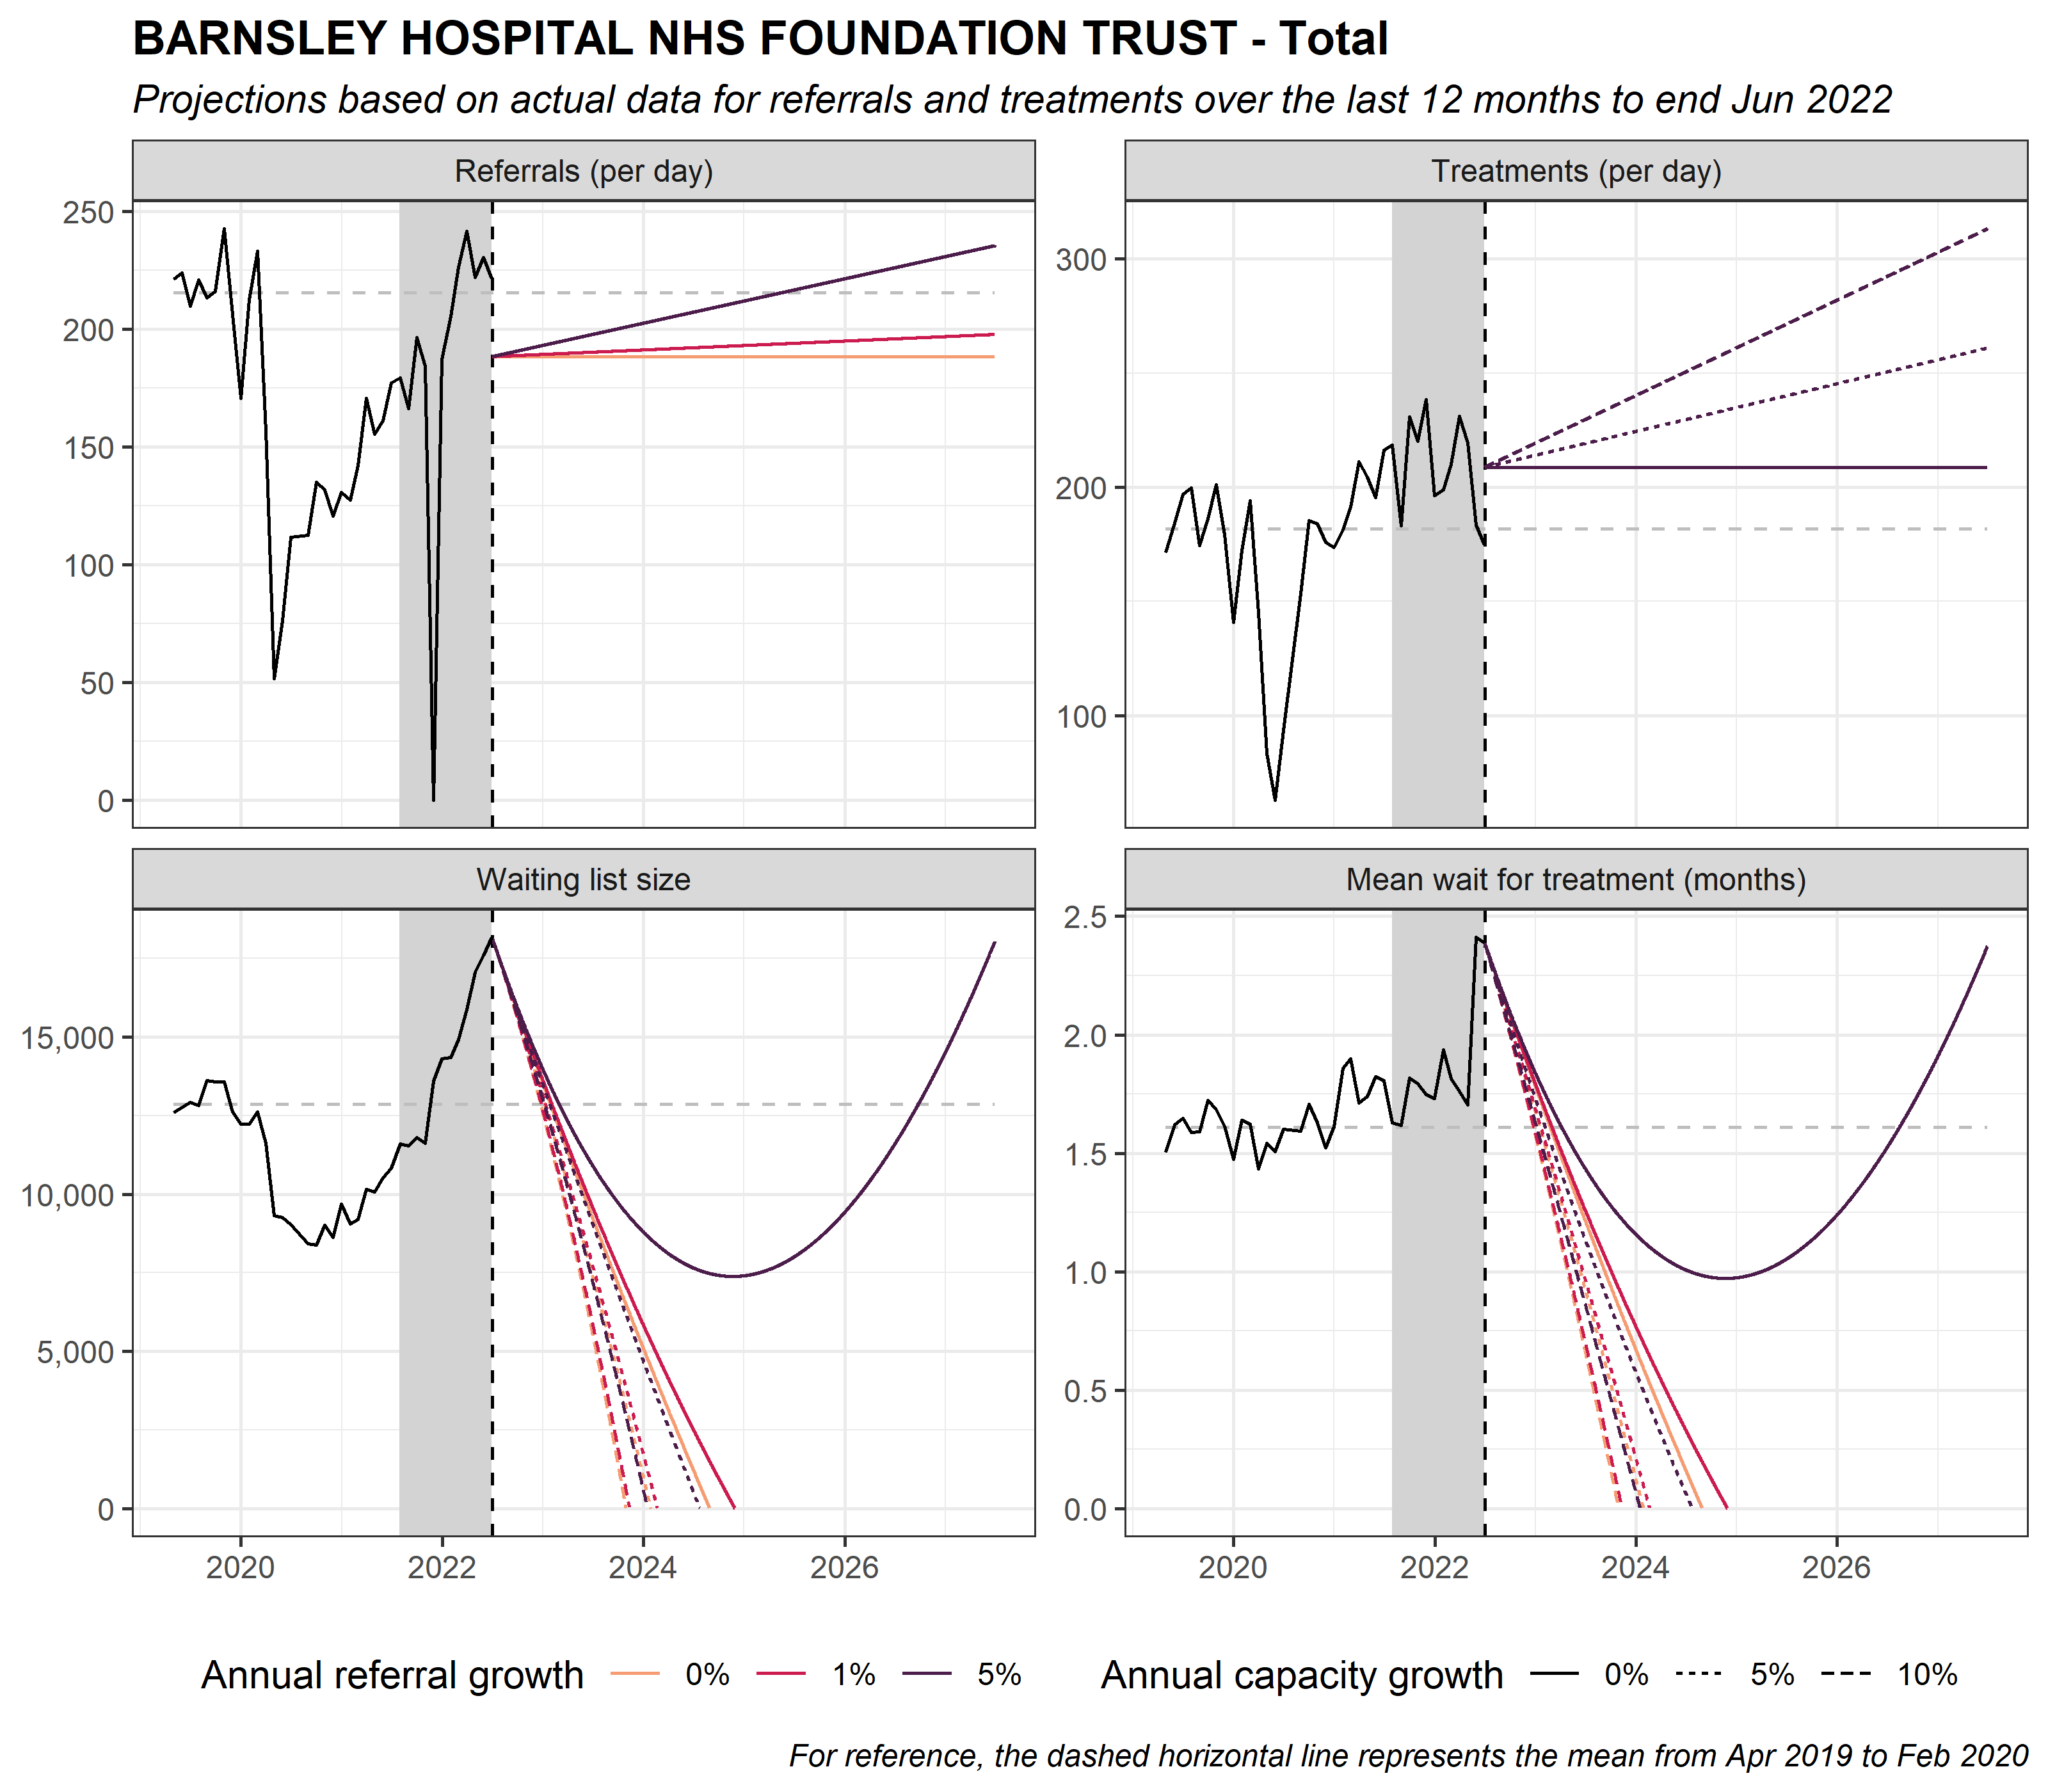 BARNSLEY HOSPITAL NHS FOUNDATION TRUST - Total
Projections based on actual data for referrals and treatments over the last 12 months to end Jun 2022
Referrals (per day)
250
200
150
100
50
0
Treatments (per day)
300
200
100
Waiting list size
15,000
10,000
5,000
0
2020 2022 2024 2026
Mean wait for treatment (months)
2.5
2.0
1.5
1.0
0.5
0.0
2020 2022 2024 2026
Annual referral growth 0% 1% 5%
Annual capacity growth 0% 5% 10%
For reference, the dashed horizontal line represents the mean from Apr 2019 to Feb 2020